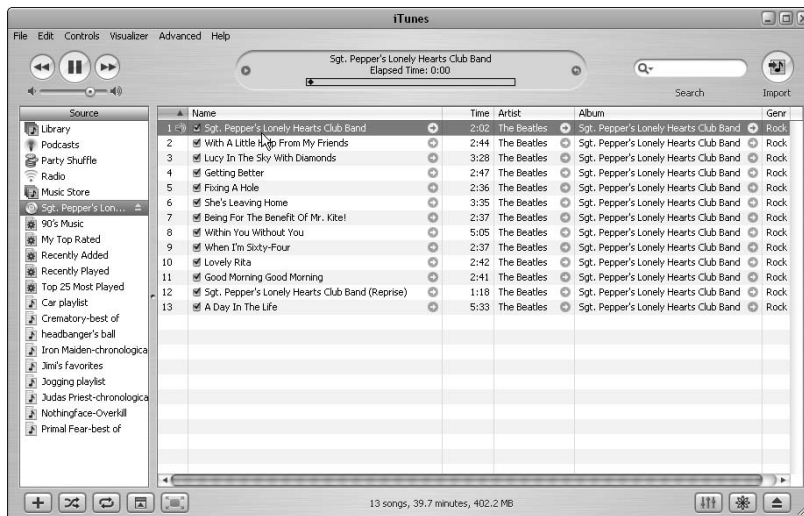 iTunes
File Edit Controls Visualizer Advanced Help
Sgt. Pepper's Lonely Hearts Club Band
Elapsed Time: 0:00
Search
Import
Source
Name Time Artist Album Genr
Library
Podcasts
Party Shuffle
Radio
Music Store
Sgt. Pepper's Lon...
90's Music
My Top Rated
Recently Added
Recently Played
Top 25 Most Played
Car playlist
Crematory-best of
headbanger's ball
Iron Maiden-chronologica
Jimi's favorites
Jogging playlist
Judas Priest-chronologica
Nothingface-Overkill
Primal Fear-best of
1 Sgt. Pepper's Lonely Hearts Club Band 2:02 The Beatles Sgt. Pepper's Lonely Hearts Club Band Rock
2 With A Little Help From My Friends 2:44 The Beatles Sgt. Pepper's Lonely Hearts Club Band Rock
3 Lucy In The Sky With Diamonds 3:28 The Beatles Sgt. Pepper's Lonely Hearts Club Band Rock
4 Getting Better 2:47 The Beatles Sgt. Pepper's Lonely Hearts Club Band Rock
5 Fixing A Hole 2:36 The Beatles Sgt. Pepper's Lonely Hearts Club Band Rock
6 She's Leaving Home 3:35 The Beatles Sgt. Pepper's Lonely Hearts Club Band Rock
7 Being For The Benefit Of Mr. Kite! 2:37 The Beatles Sgt. Pepper's Lonely Hearts Club Band Rock
8 Within You Without You 5:05 The Beatles Sgt. Pepper's Lonely Hearts Club Band Rock
9 When I'm Sixty-Four 2:37 The Beatles Sgt. Pepper's Lonely Hearts Club Band Rock
10 Lovely Rita 2:42 The Beatles Sgt. Pepper's Lonely Hearts Club Band Rock
11 Good Morning Good Morning 2:41 The Beatles Sgt. Pepper's Lonely Hearts Club Band Rock
12 Sgt. Pepper's Lonely Hearts Club Band (Reprise) 1:18 The Beatles Sgt. Pepper's Lonely Hearts Club Band Rock
13 A Day In The Life 5:33 The Beatles Sgt. Pepper's Lonely Hearts Club Band Rock
13 songs, 39.7 minutes, 402.2 MB